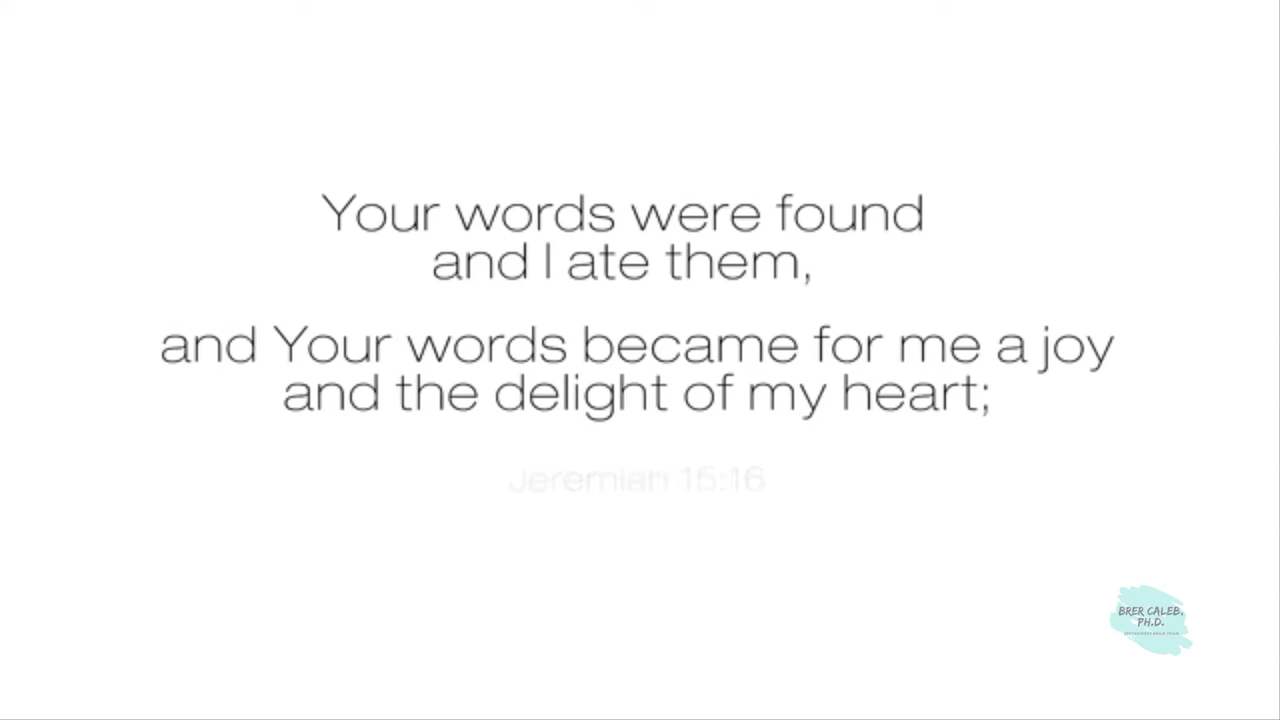 Your words were found
and I ate them,
and Your words became for me a joy
and the delight of my heart;
Jeremiah 15:16
BRER CALEB,
PH.D.